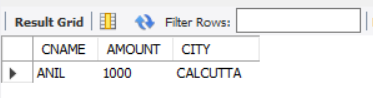 Result Grid Filter Rows:
CNAME AMOUNT CITY
ANIL 1000 CALCUTTA